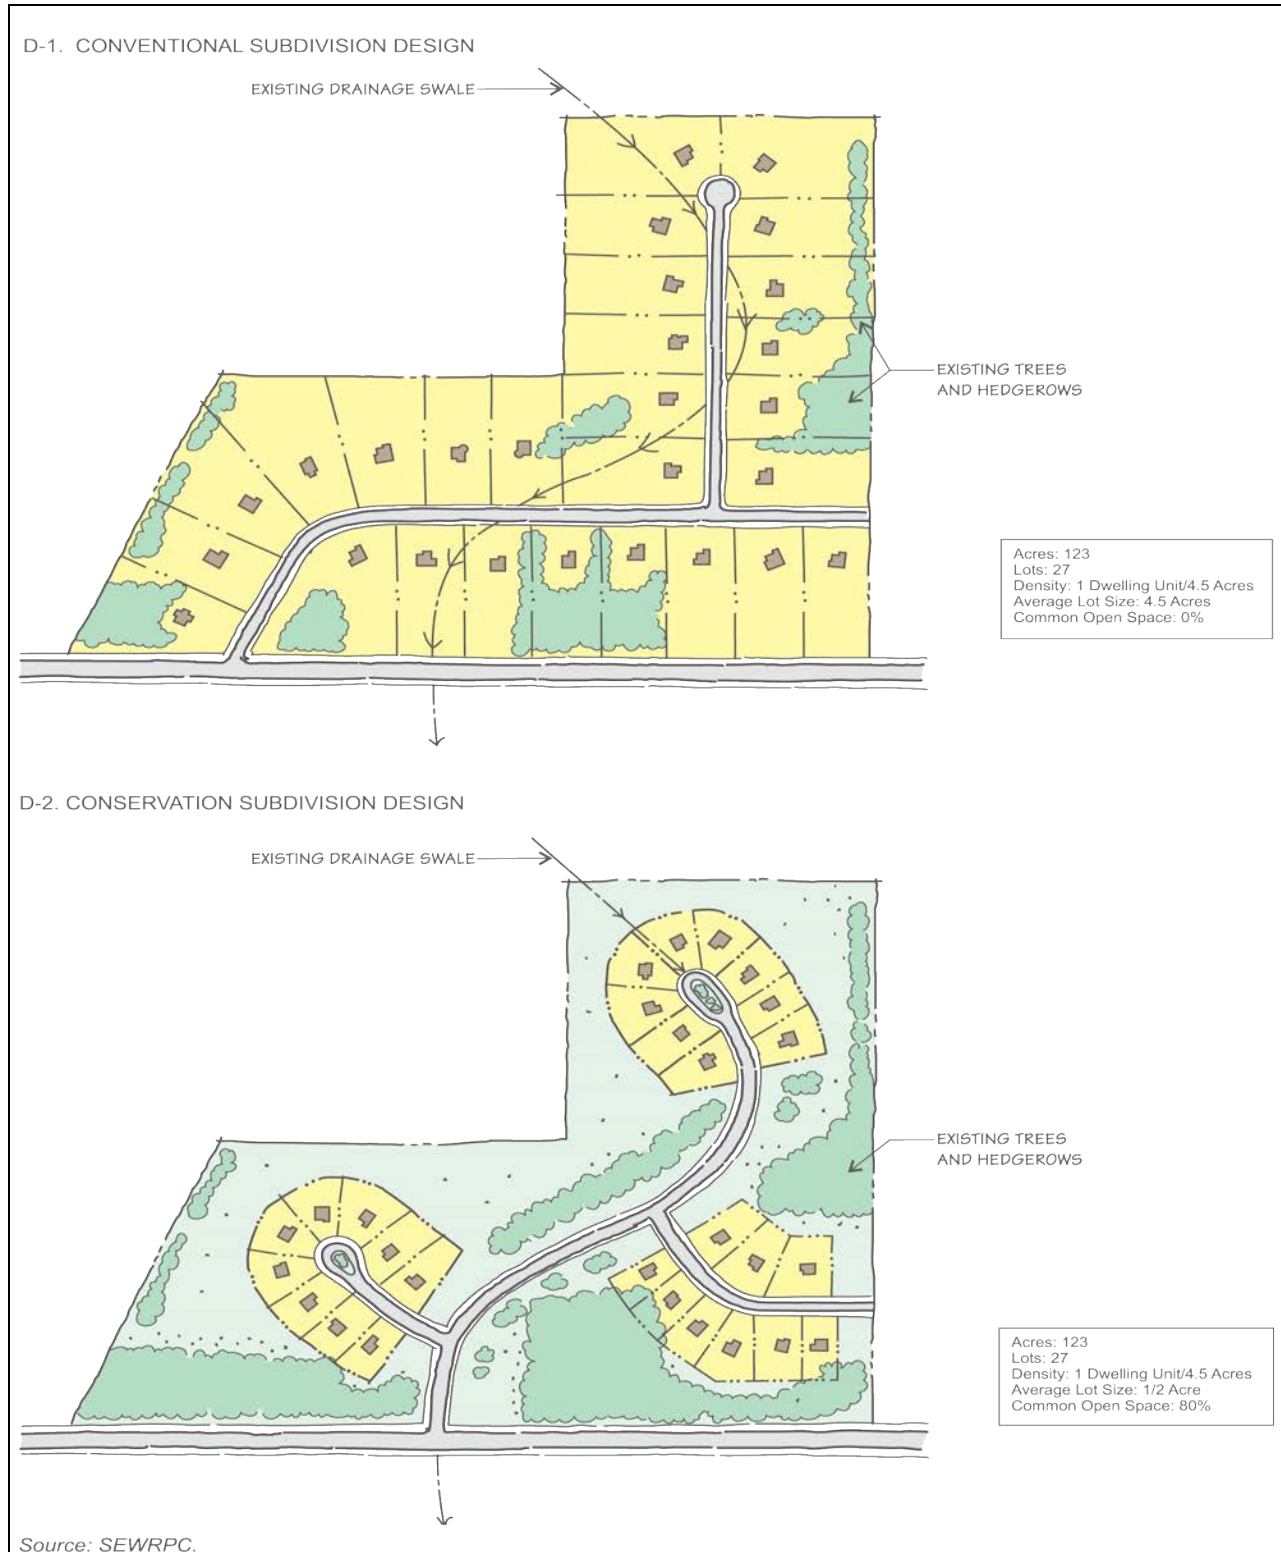 D-1. CONVENTIONAL SUBDIVISION DESIGN
EXISTING DRAINAGE SWALE
EXISTING TREES
AND HEDGEROWS
Acres: 123
Lots: 27
Density: 1 Dwelling Unit/4.5 Acres
Average Lot Size: 4.5 Acres
Common Open Space: 0%
D-2. CONSERVATION SUBDIVISION DESIGN
EXISTING DRAINAGE SWALE
EXISTING TREES
AND HEDGEROWS
Acres: 123
Lots: 27
Density: 1 Dwelling Unit/4.5 Acres
Average Lot Size: 1/2 Acre
Common Open Space: 80%
Source: SEWRPC.